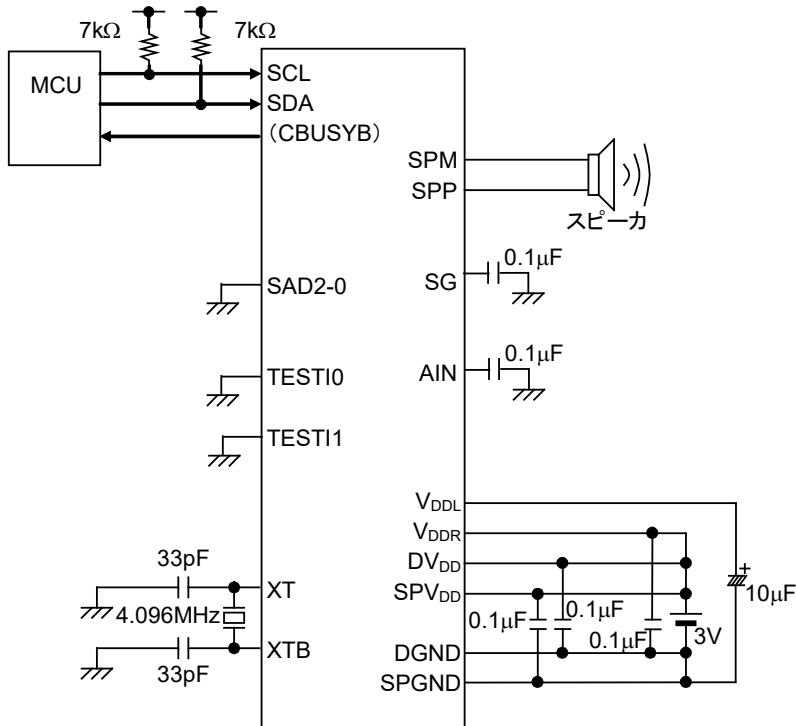 7kΩ
7kΩ
MCU
SCL
SDA
（CBUSYB）
SPM
SPP
スピーカ
0.1μF
SG
SAD2-0
0.1μF
AIN
TESTI0
TESTI1
VDDL
VDDR
DVDD
SPVDD
DGND
SPGND
33pF
XT
4.096MHz
XTB
33pF
0.1μF
0.1μF
0.1μF
3V
+
10μF